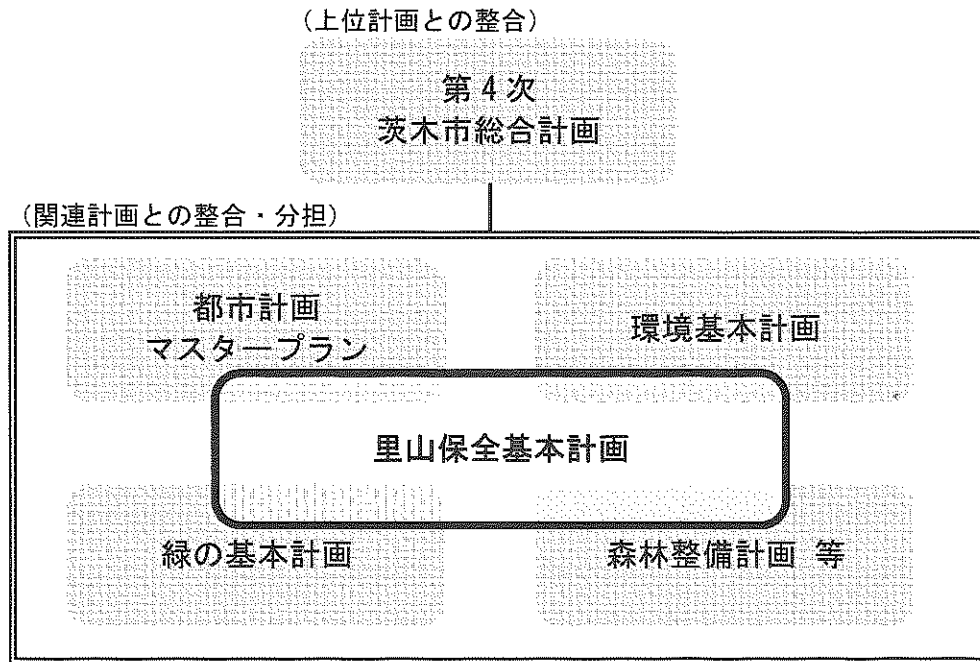 （上位計画との整合）
第４次
茨木市総合計画
（関連計画との整合・分担）
都市計画
マスタープラン
環境基本計画
里山保全基本計画
緑の基本計画
森林整備計画 等